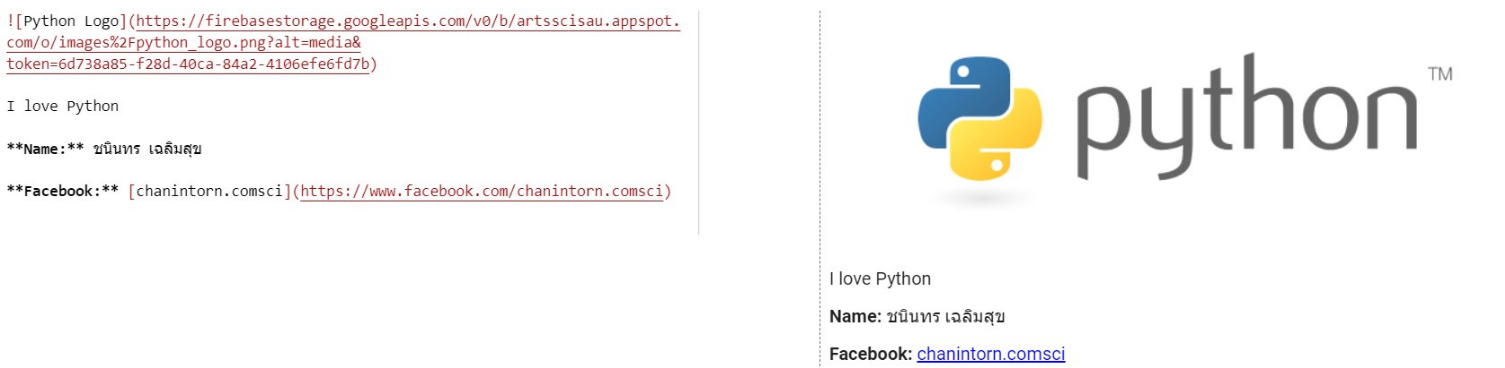 ![Python Logo](https://firebasestorage.googleapis.com/v0/b/artsscisau.appspot.
com/o/images%2Fpython_logo.png?alt=media&
token=6d738a85-f28d-40ca-84a2-4106efe6fd7b)
I love Python
**Name:** ชนินทร เฉลิมสุข
**Facebook:** [chanintorn.comsci](https://www.facebook.com/chanintorn.comsci)
python™
I love Python
Name: ชนินทร เฉลิมสุข
Facebook: chanintorn.comsci